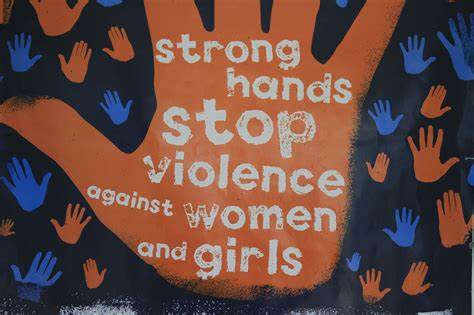 strong
hands
stop
violence
against women
and girls